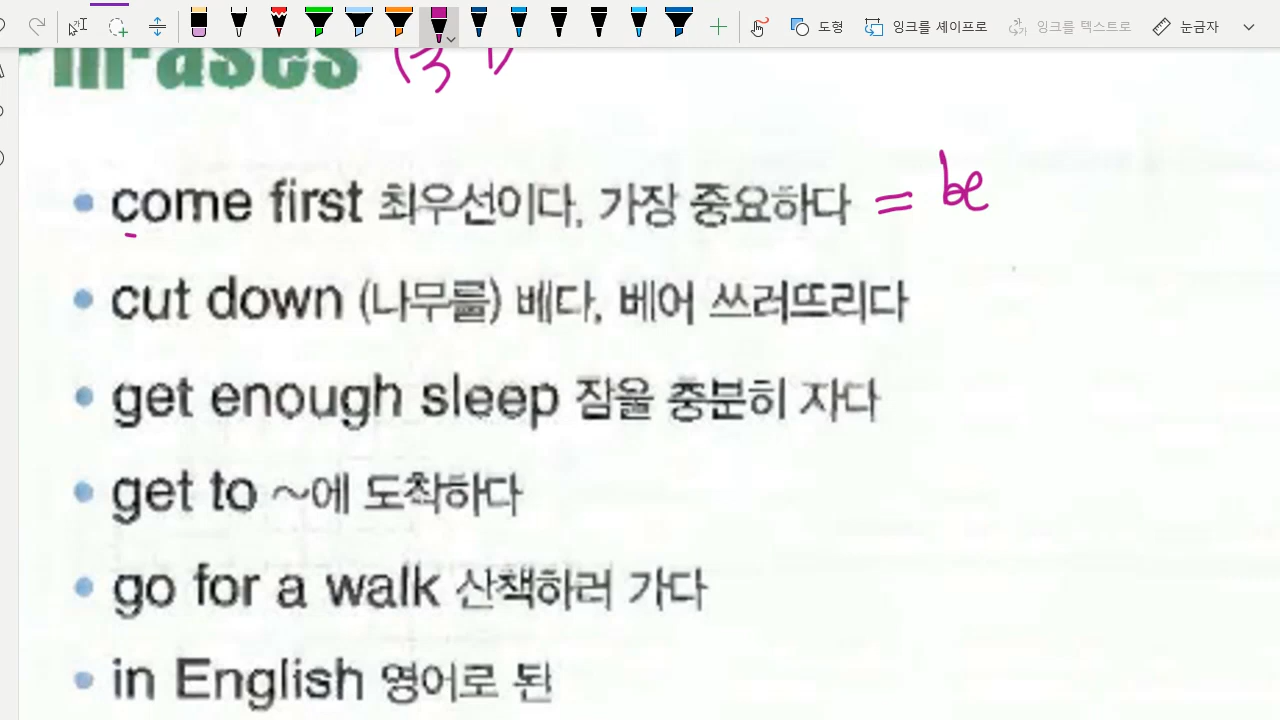 도형 잉크를 셰이프로 잉크를 텍스트로 눈금자
Phrases
come first 최우선이다, 가장 중요하다 = be
cut down (나무를) 베다, 베어 쓰러뜨리다
get enough sleep 잠을 충분히 자다
get to ~에 도착하다
go for a walk 산책하러 가다
in English 영어로 된